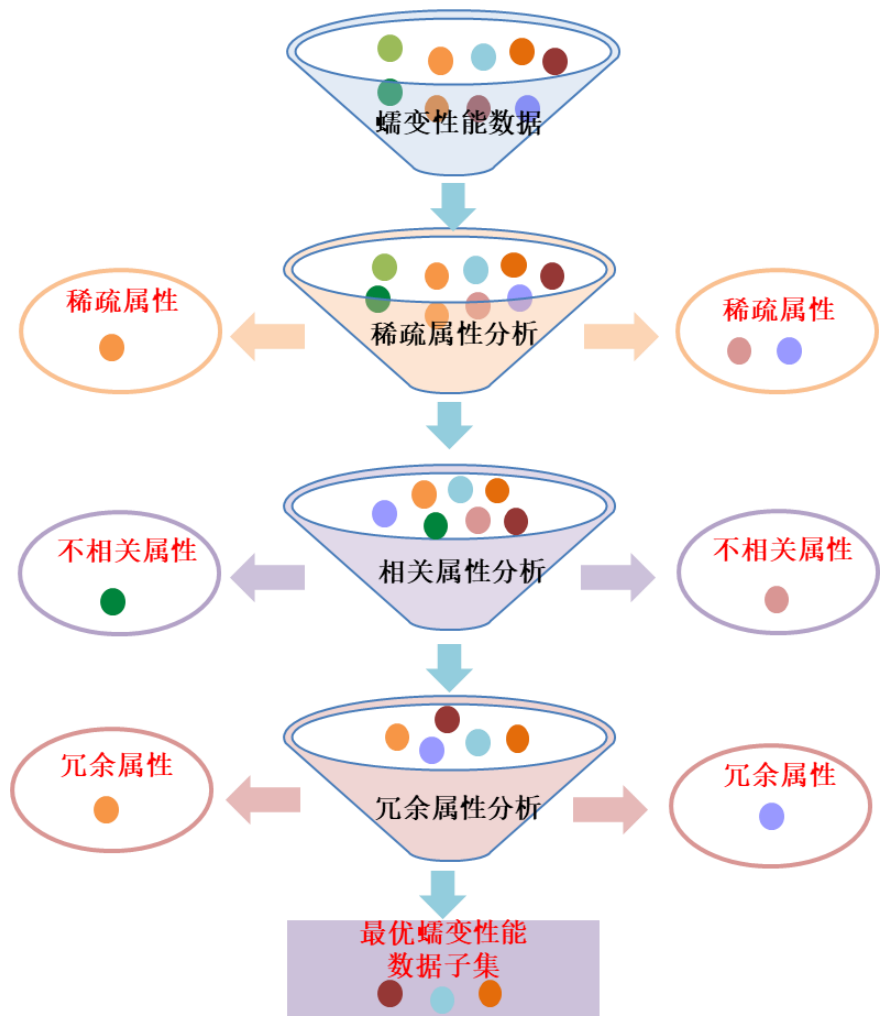 蠕变性能数据
稀疏属性
稀疏属性分析
稀疏属性
不相关属性
相关属性分析
不相关属性
冗余属性
冗余属性分析
冗余属性
最优蠕变性能
数据子集